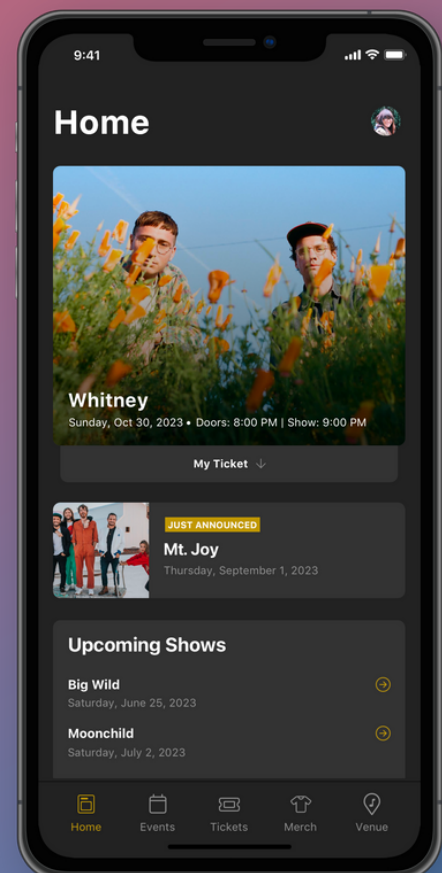 9:41
Home
Whitney
Sunday, Oct 30, 2023 • Doors: 8:00 PM | Show: 9:00 PM
My Ticket ↓
JUST ANNOUNCED
Mt. Joy
Thursday, September 1, 2023
Upcoming Shows
Big Wild
Saturday, June 25, 2023
Moonchild
Saturday, July 2, 2023
Home Events Tickets Merch Venue